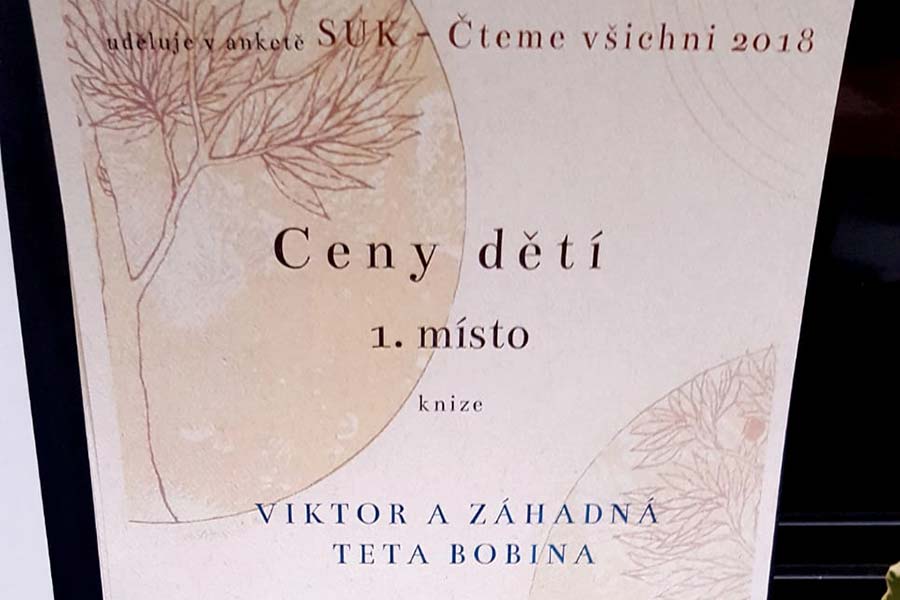 uděluje v anketě SUK - Čteme všichni 2018
Ceny dětí
1. místo
knize
VIKTOR A ZÁHADNÁ
TETA BOBINA